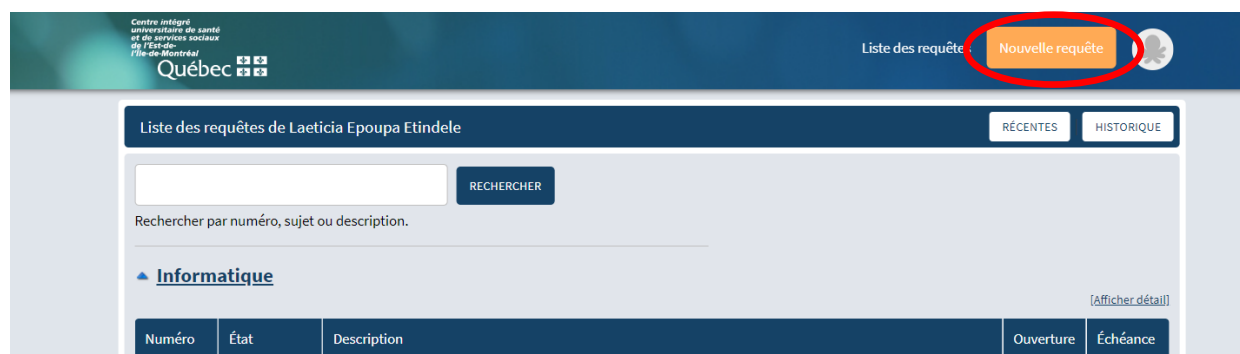 Centre intégré
universitaire de santé
et de services sociaux
de l'Est-de-
l'Île-de-Montréal
Québec
Liste des requêtes
Nouvelle requête
Liste des requêtes de Laeticia Epoupa Etindele
RÉCENTES
HISTORIQUE
RECHERCHER
Rechercher par numéro, sujet ou description.
Informatique
[Afficher détail]
Numéro État Description Ouverture Échéance